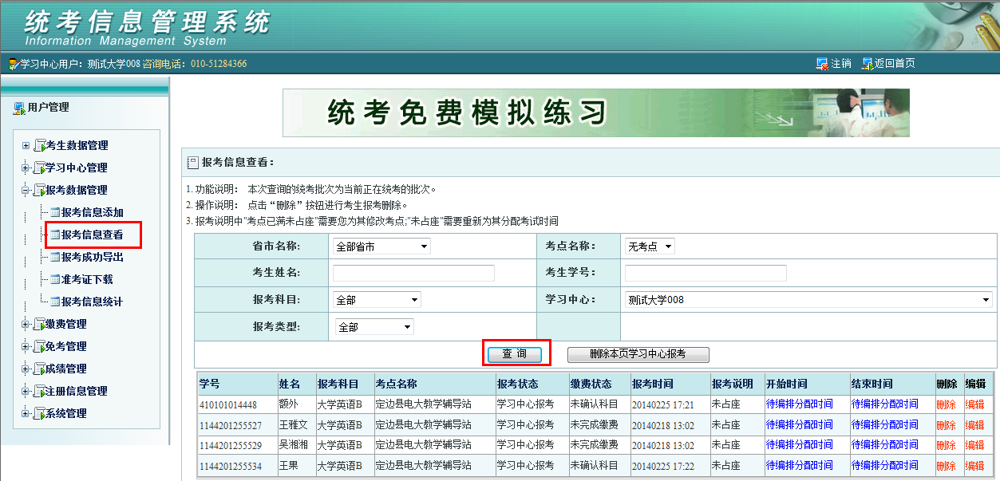 统考信息管理系统
Information Management System
学习中心用户：测试大学008 咨询电话：010-51284366 注销 返回首页
用户管理
考生数据管理
学习中心管理
报考数据管理
报考信息添加
报考信息查看
报考成功导出
准考证下载
报考信息统计
缴费管理
免考管理
成绩管理
注册信息管理
系统管理
统考免费模拟练习
报考信息查看：
1. 功能说明： 本次查询的统考批次为当前正在统考的批次。
2. 操作说明： 点击“删除”按钮进行考生报考删除。
3. 报考说明中"考点已满未占座"需要您为其修改考点;"未占座"需要重新为其分配考试时间
省市名称: 全部省市 考点名称: 无考点
考生姓名: 考生学号:
报考科目: 全部 学习中心: 测试大学008
报考类型: 全部
查 询 删除本页学习中心报考
学号 姓名 报考科目 考点名称 报考状态 缴费状态 报考时间 报考说明 开始时间 结束时间 删除 编辑
410101014448 额外 大学英语B 定边县电大教学辅导站 学习中心报考 未确认科目 20140225 17:21 未占座 待编排分配时间 待编排分配时间 删除 编辑
1144201255527 王雅文 大学英语B 定边县电大教学辅导站 学习中心报考 未完成缴费 20140218 13:02 未占座 待编排分配时间 待编排分配时间 删除 编辑
1144201255529 吴湘湘 大学英语B 定边县电大教学辅导站 学习中心报考 未完成缴费 20140218 13:02 未占座 待编排分配时间 待编排分配时间 删除 编辑
1144201255534 王果 大学英语B 定边县电大教学辅导站 学习中心报考 未确认科目 20140225 17:22 未占座 待编排分配时间 待编排分配时间 删除 编辑